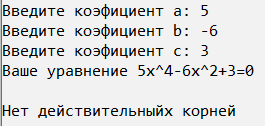 Введите коэфициент a: 5
Введите коэфициент b: -6
Введите коэфициент c: 3
Ваше уравнение 5x^4-6x^2+3=0
Нет действительныйх корней